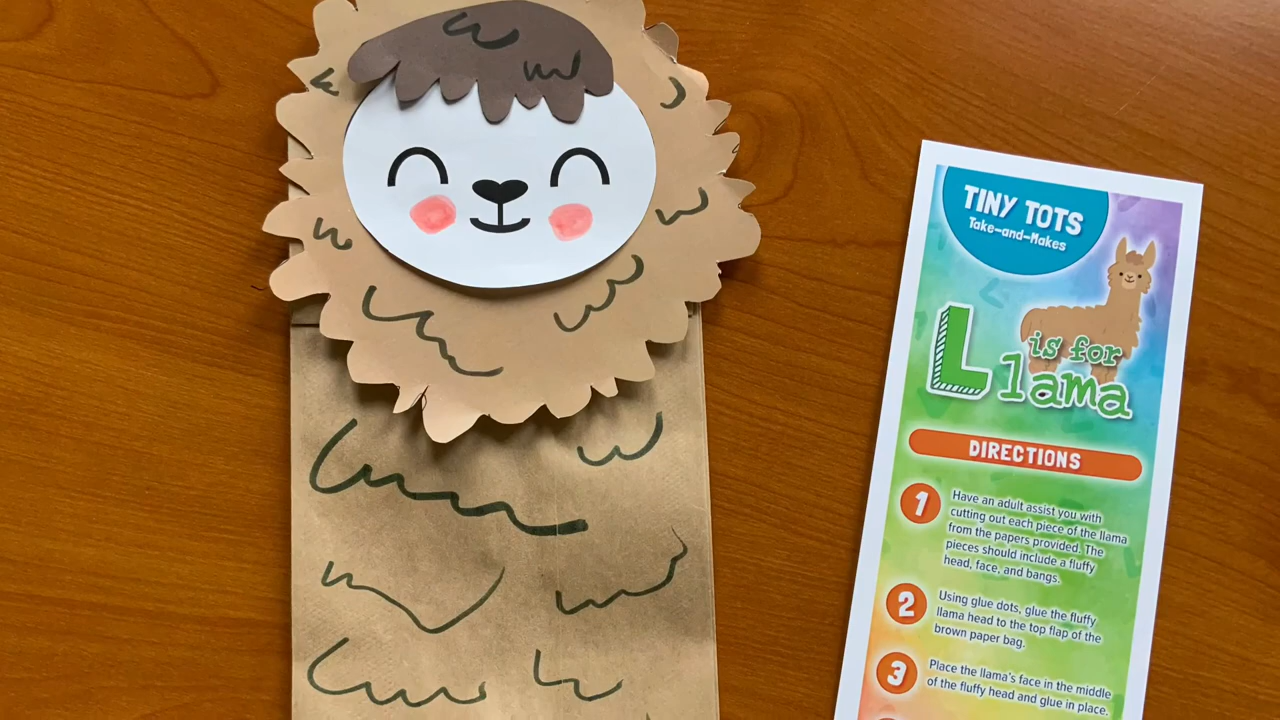 TINY TOTS
Take-and-Makes
L is for
llama
DIRECTIONS
1 Have an adult assist you with
cutting out each piece of the llama
from the papers provided. The
pieces should include a fluffy
head, face, and bangs.
2 Using glue dots, glue the fluffy
llama head to the top flap of the
brown paper bag.
3 Place the llama's face in the middle
of the fluffy head and glue in place.